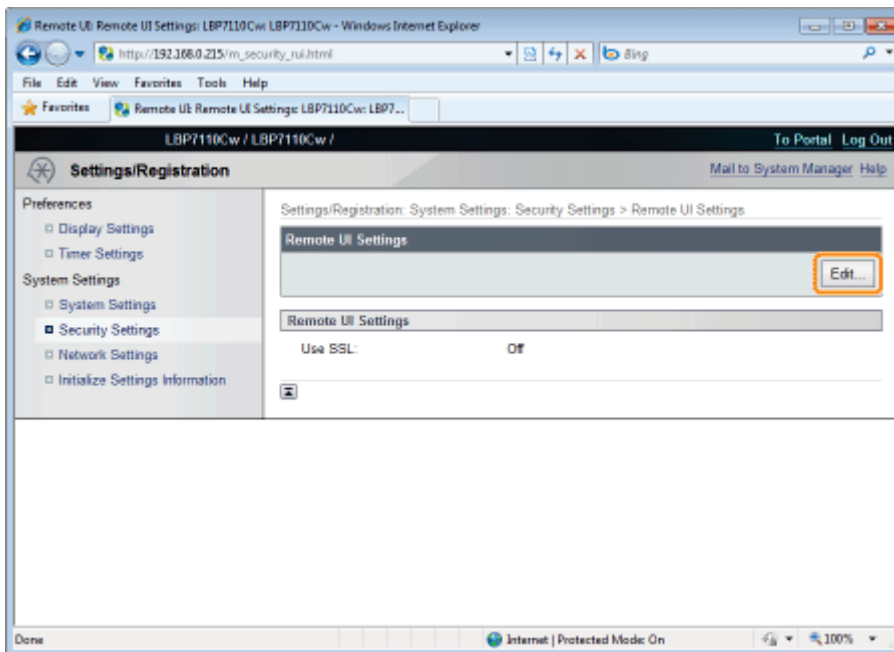 Remote UI: Remote UI Settings: LBP7110Cw: LBP7110Cw - Windows Internet Explorer
http://192.168.0.215/m_security_rui.html
Bing
File Edit View Favorites Tools Help
Favorites
Remote UI: Remote UI Settings: LBP7110Cw: LBP7...
LBP7110Cw / LBP7110Cw /
To Portal Log Out
Settings/Registration
Mail to System Manager Help
Preferences
Display Settings
Timer Settings
System Settings
System Settings
Security Settings
Network Settings
Initialize Settings Information
Settings/Registration: System Settings: Security Settings > Remote UI Settings
Remote UI Settings
Edit...
Remote UI Settings
Use SSL: Off
Done
Internet | Protected Mode: On
100%